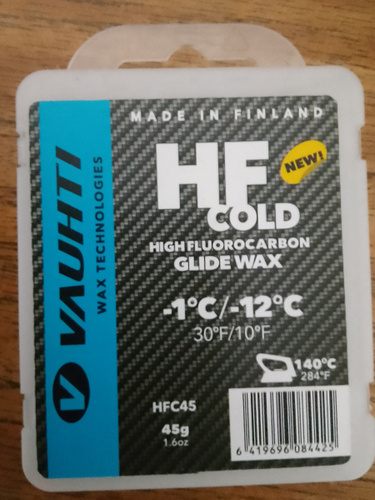 MADE IN FINLAND
HF
NEW!
COLD
HIGH FLUOROCARBON
GLIDE WAX
-1°C/-12°C
30°F/10°F
140°C
284°F
HFC45
45g
1.6oz
6 419696 084425
VAUHTI
WAX TECHNOLOGIES